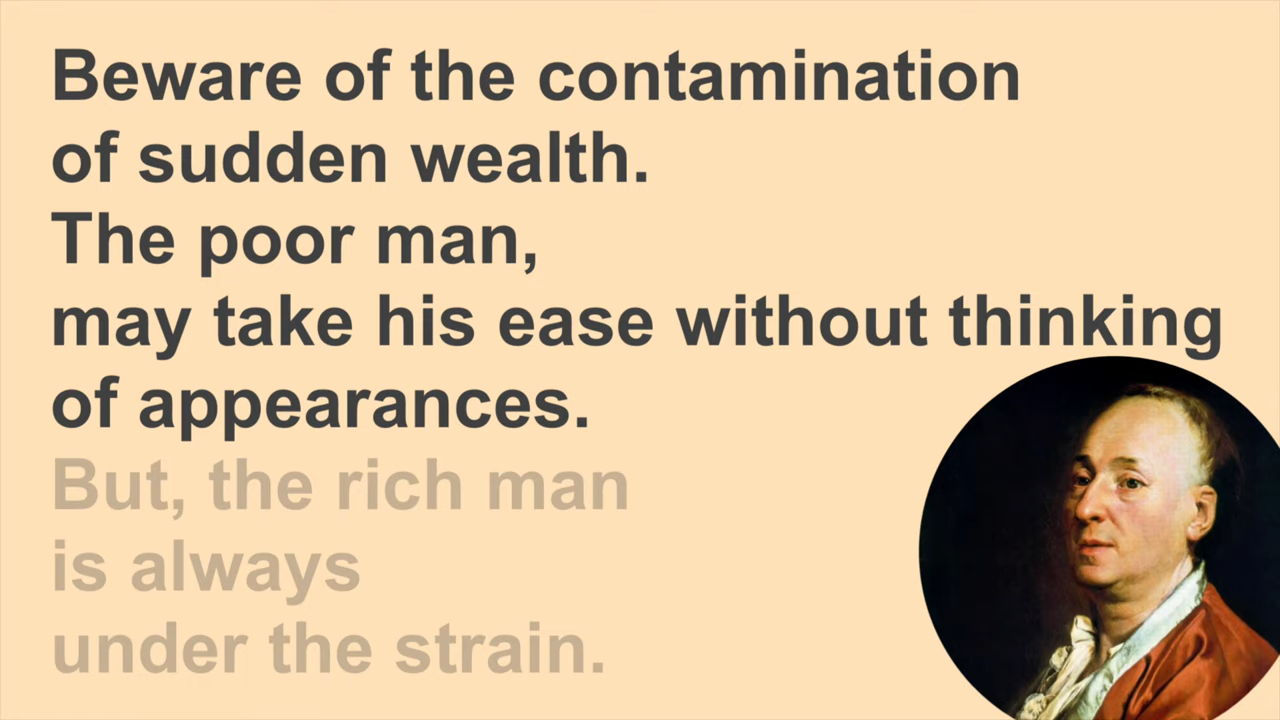 Beware of the contamination
of sudden wealth.
The poor man,
may take his ease without thinking
of appearances.
But, the rich man
is always
under the strain.